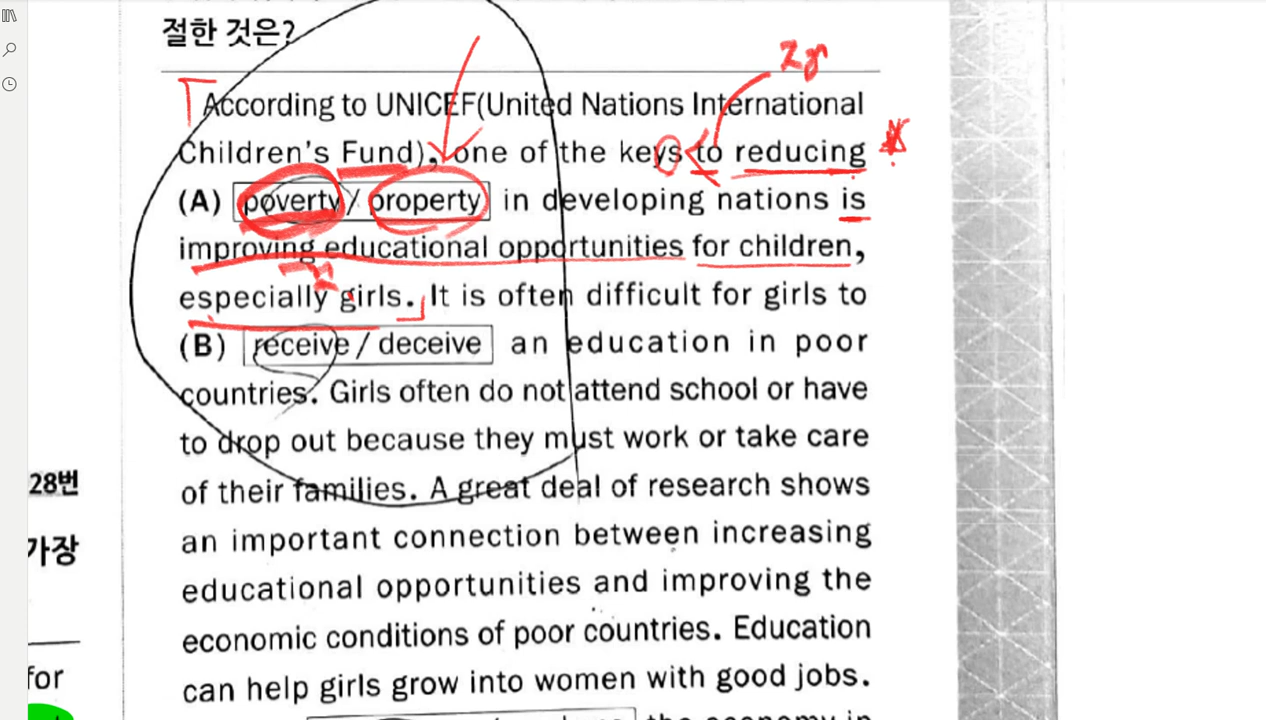 절한 것은?
According to UNICEF(United Nations International
Children's Fund), one of the keys to reducing
(A) poverty / property in developing nations is
improving educational opportunities for children,
especially girls. It is often difficult for girls to
(B) receive / deceive an education in poor
countries. Girls often do not attend school or have
to drop out because they must work or take care
of their families. A great deal of research shows
an important connection between increasing
educational opportunities and improving the
economic conditions of poor countries. Education
can help girls grow into women with good jobs.
the economy in
28번
가장
for